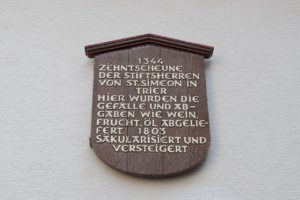 1344
ZEHNTSCHEUNE
DER STIFTSHERREN
VON ST. SIMEON IN
TRIER
HIER WURDEN DIE
GEFÄLLE UND AB-
GABEN WIE WEIN,
FRUCHT, ÖL ABGELIE-
FERT. 1803
SÄKULARISIERT UND
VERSTEIGERT